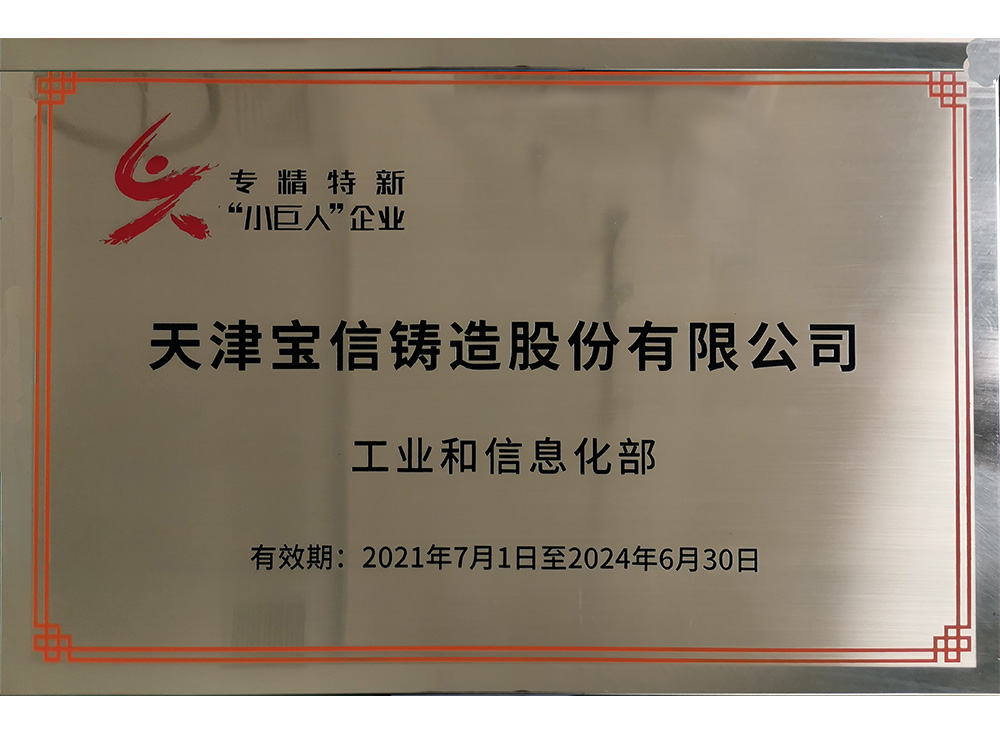 专精特新
“小巨人”企业
天津宝信铸造股份有限公司
工业和信息化部
有效期：2021年7月1日至2024年6月30日